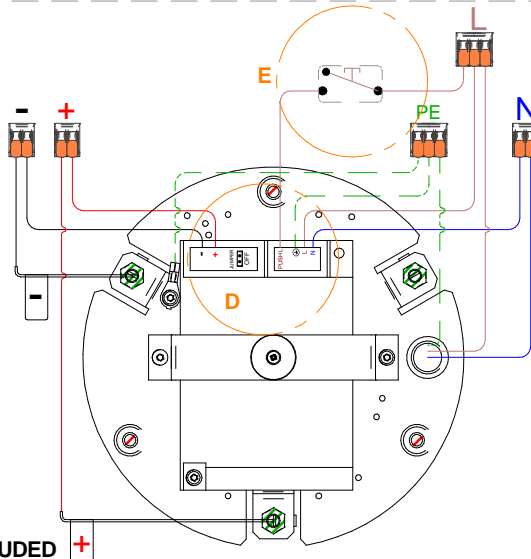 L
E
- +
PE
N
- + JUMPER OFF
PUSH L L N
D
-
UDED +